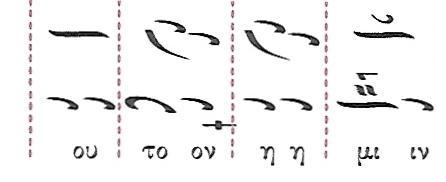 ου το ον η η μι ιν